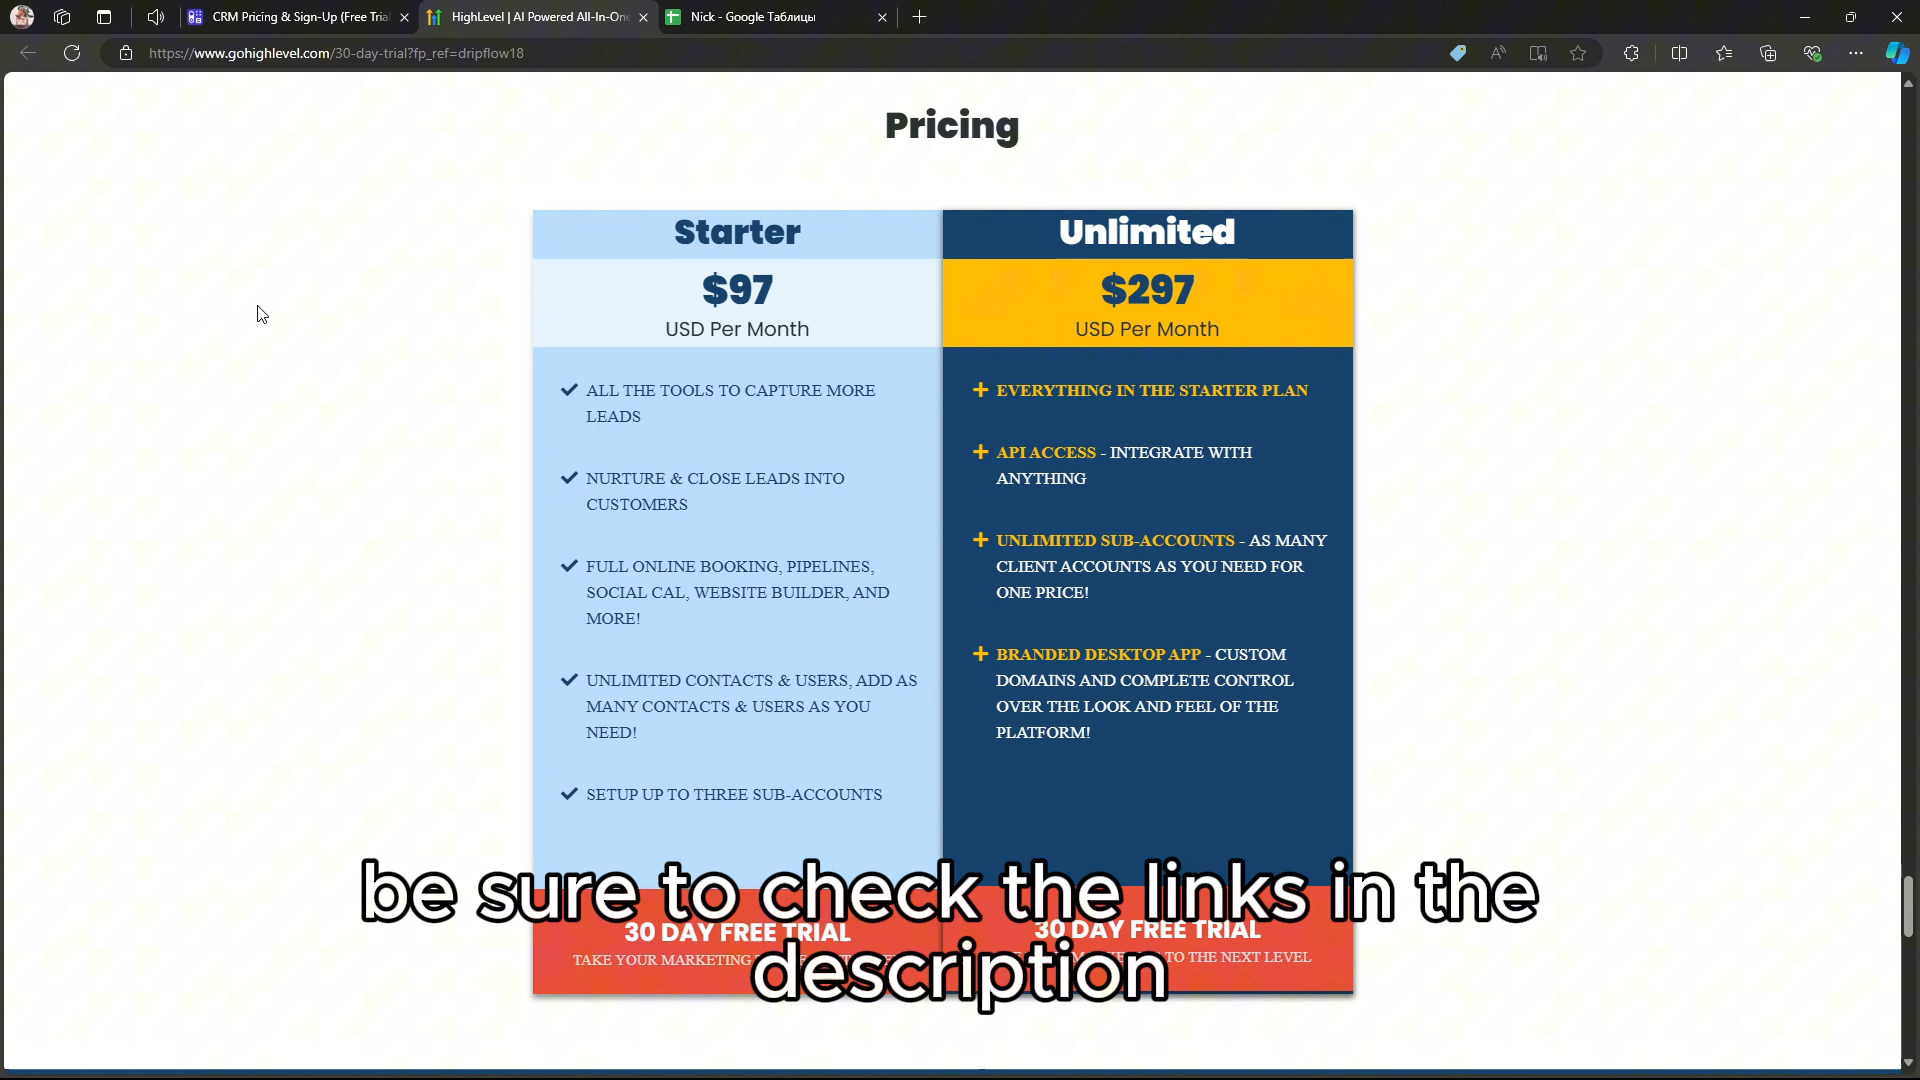 CRM Pricing & Sign-Up (Free Tria
HighLevel | AI Powered All-In-One
Nick - Google Таблицы
https://www.gohighlevel.com/30-day-trial?fp_ref=dripflow18
Pricing
Starter
$97
USD Per Month
ALL THE TOOLS TO CAPTURE MORE
LEADS
NURTURE & CLOSE LEADS INTO
CUSTOMERS
FULL ONLINE BOOKING, PIPELINES,
SOCIAL CAL, WEBSITE BUILDER, AND
MORE!
UNLIMITED CONTACTS & USERS, ADD AS
MANY CONTACTS & USERS AS YOU
NEED!
SETUP UP TO THREE SUB-ACCOUNTS
30 DAY FREE TRIAL
TAKE YOUR MARKETING
Unlimited
$297
USD Per Month
EVERYTHING IN THE STARTER PLAN
API ACCESS - INTEGRATE WITH
ANYTHING
UNLIMITED SUB-ACCOUNTS - AS MANY
CLIENT ACCOUNTS AS YOU NEED FOR
ONE PRICE!
BRANDED DESKTOP APP - CUSTOM
DOMAINS AND COMPLETE CONTROL
OVER THE LOOK AND FEEL OF THE
PLATFORM!
30 DAY FREE TRIAL
TO THE NEXT LEVEL
be sure to check the links in the
description